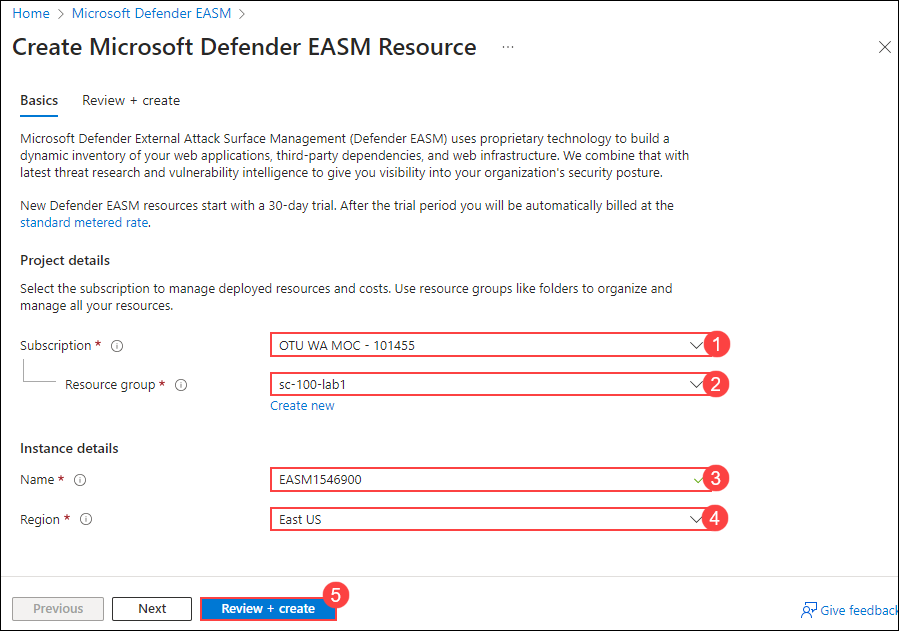 Home > Microsoft Defender EASM >
Create Microsoft Defender EASM Resource ...
Basics Review + create
Microsoft Defender External Attack Surface Management (Defender EASM) uses proprietary technology to build a
dynamic inventory of your web applications, third-party dependencies, and web infrastructure. We combine that with
latest threat research and vulnerability intelligence to give you visibility into your organization's security posture.
New Defender EASM resources start with a 30-day trial. After the trial period you will be automatically billed at the
standard metered rate.
Project details
Select the subscription to manage deployed resources and costs. Use resource groups like folders to organize and
manage all your resources.
Subscription * OTU WA MOC - 101455 1
Resource group * sc-100-lab1 2
Create new
Instance details
Name * EASM1546900 3
Region * East US 4
5
Previous Next Review + create Give feedback